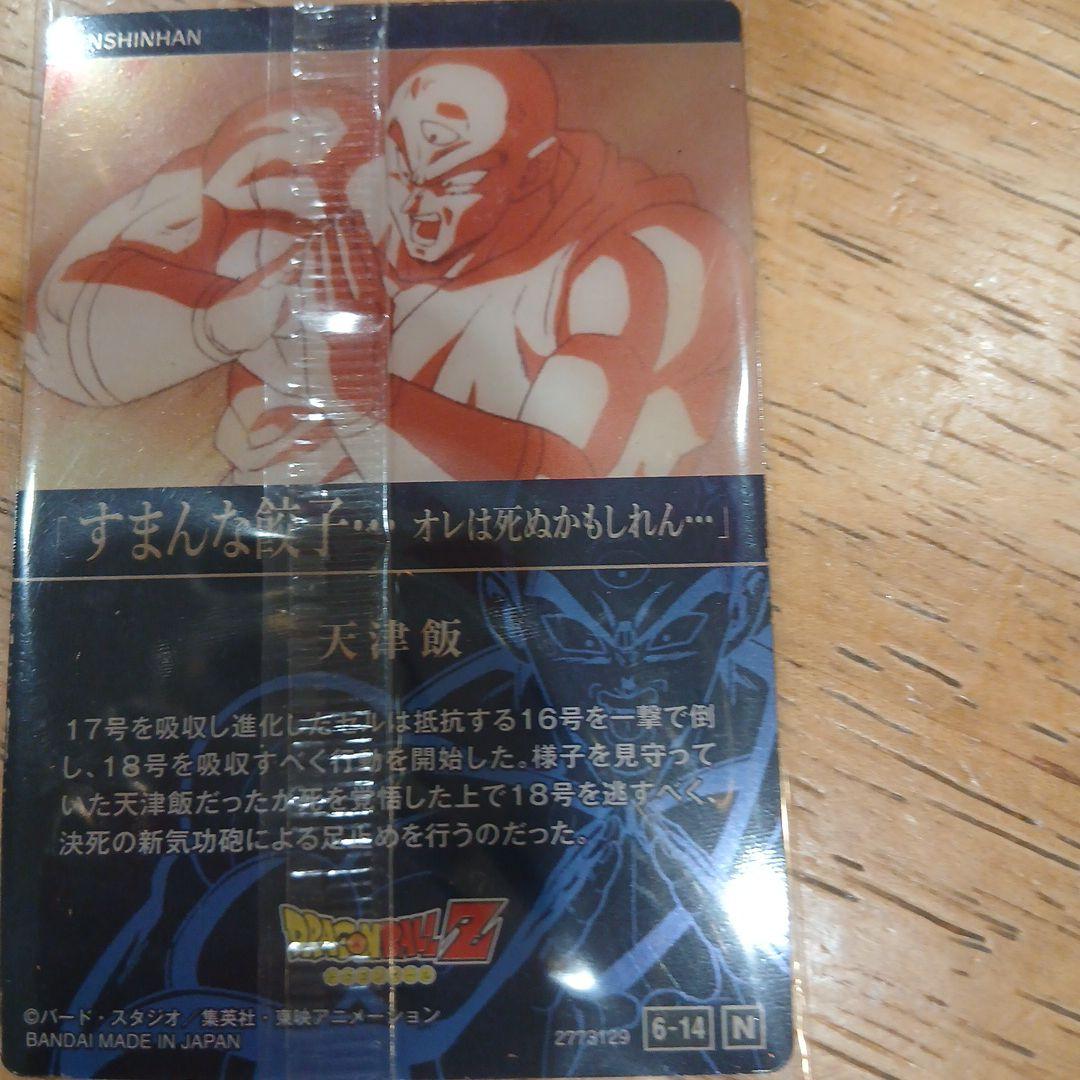 NSHINHAN
「すまんな餃子… オレは死ぬかもしれん…」
天津飯
17号を吸収し進化したセルは抵抗する16号を一撃で倒
し、18号を吸収すべく行動を開始した。様子を見守って
いた天津飯だったが死を覚悟した上で18号を逃すべく、
決死の新気功砲による足止めを行うのだった。
DRAGON BALL Z
©バード・スタジオ／集英社・東映アニメーション
BANDAI MADE IN JAPAN
2773129 6-14 N